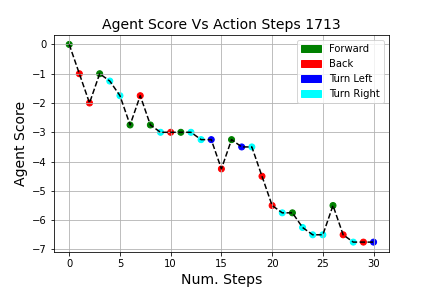 Agent Score Vs Action Steps 1713
Forward
Back
Turn Left
Turn Right
Agent Score
0
−1
−2
−3
−4
−5
−6
−7
0 5 10 15 20 25 30
Num. Steps